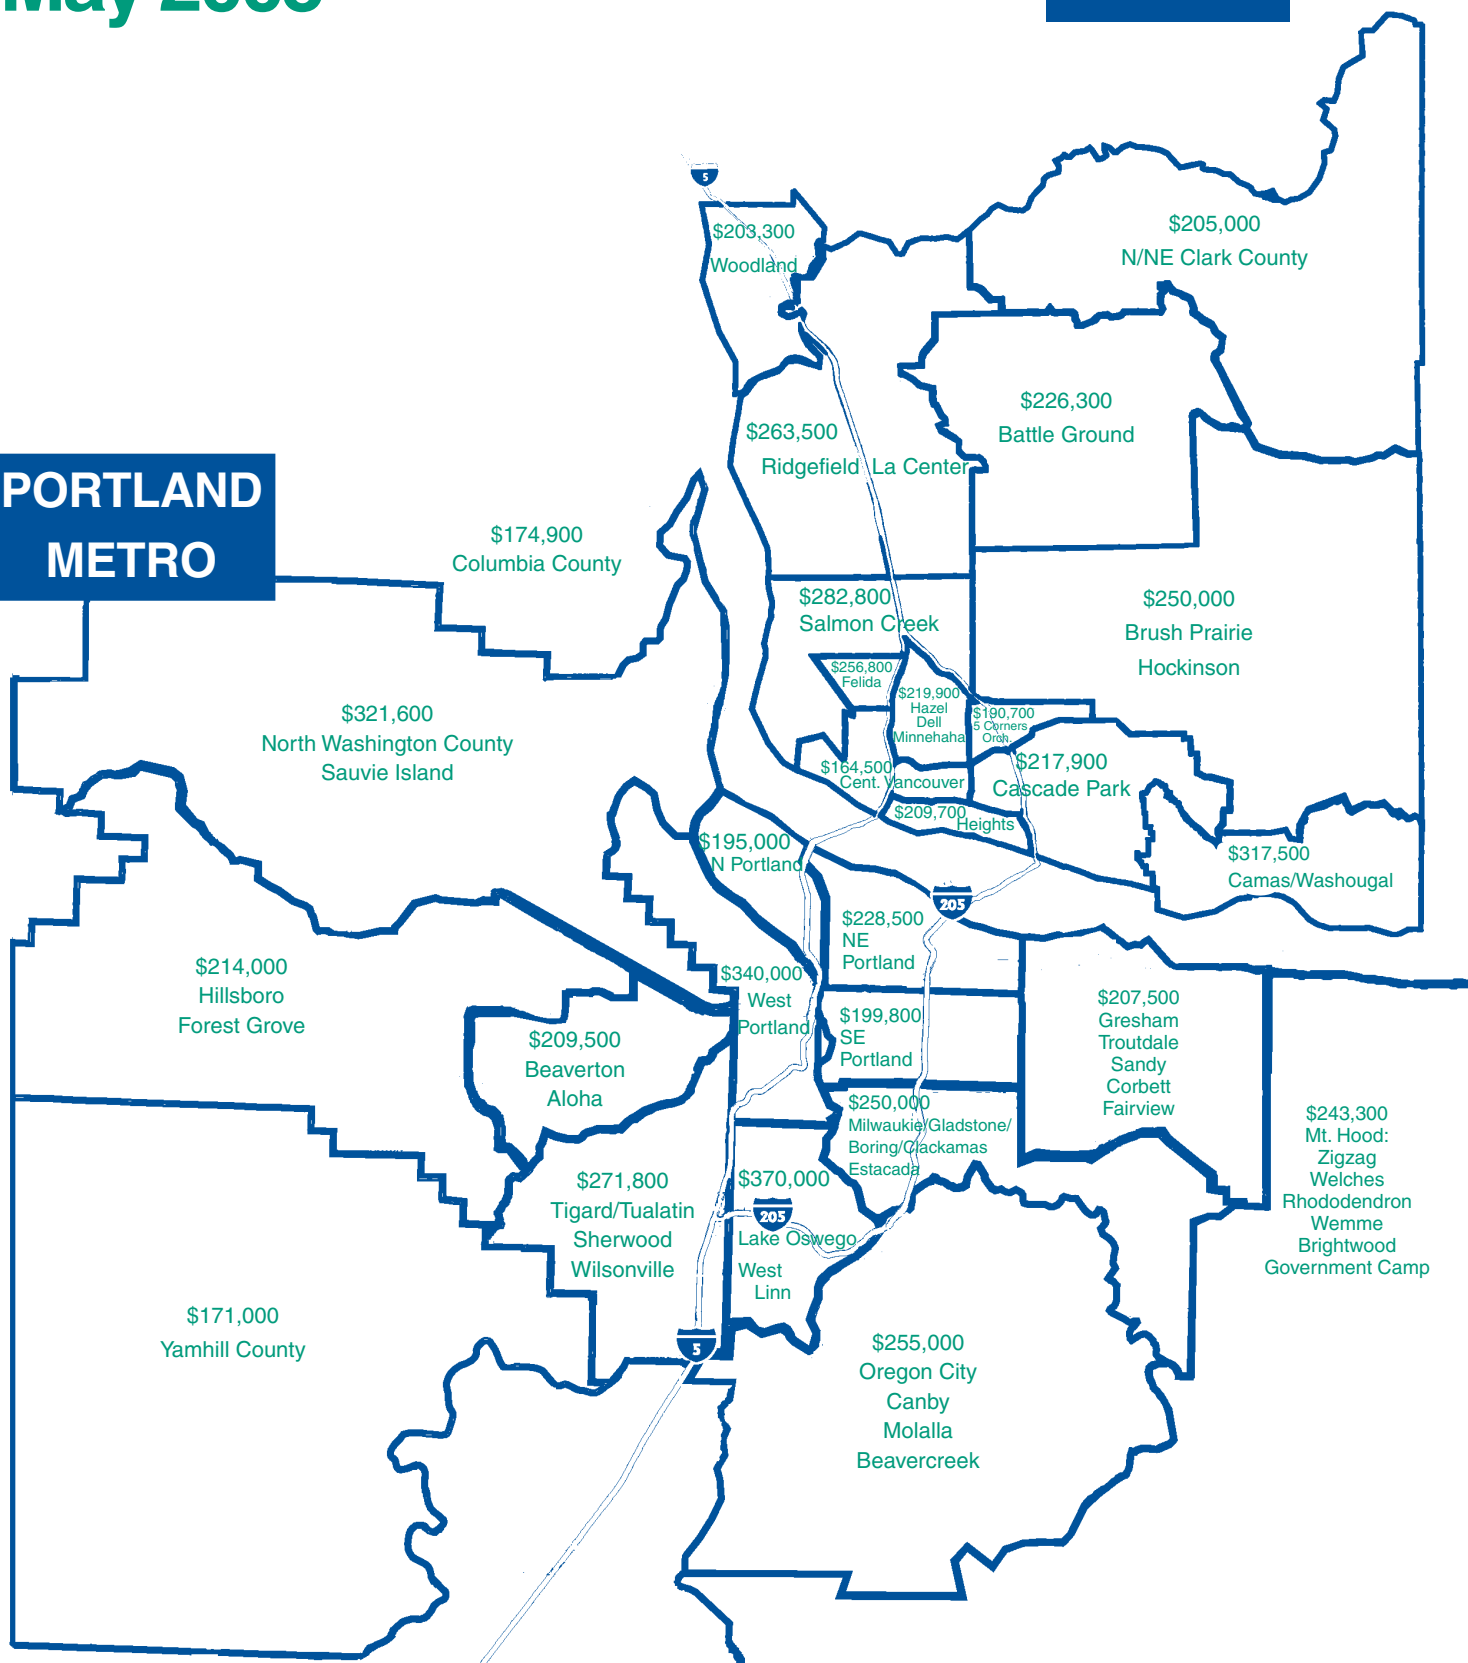 May
5
$203,300
Woodland
$205,000
N/NE Clark County
$226,300
Battle Ground
$263,500
Ridgefield La Center
PORTLAND
METRO
$174,900
Columbia County
$282,800
Salmon Creek
$250,000
Brush Prairie
Hockinson
$256,800
Felida
$219,900
Hazel
Dell
Minnehaha
$190,700
5 Corners
Orch.
$321,600
North Washington County
Sauvie Island
$164,500
Cent. Vancouver
$217,900
Cascade Park
$209,700
Heights
$195,000
N Portland
$317,500
Camas/Washougal
205
$228,500
NE
Portland
$214,000
Hillsboro
Forest Grove
$340,000
West
Portland
$207,500
Gresham
Troutdale
Sandy
Corbett
Fairview
$199,800
SE
Portland
$209,500
Beaverton
Aloha
$250,000
Milwaukie/Gladstone/
Boring/Clackamas
Estacada
$243,300
Mt. Hood:
Zigzag
Welches
Rhododendron
Wemme
Brightwood
Government Camp
$271,800
Tigard/Tualatin
Sherwood
Wilsonville
$370,000
205
Lake Oswego
West
Linn
$171,000
Yamhill County
5
$255,000
Oregon City
Canby
Molalla
Beavercreek